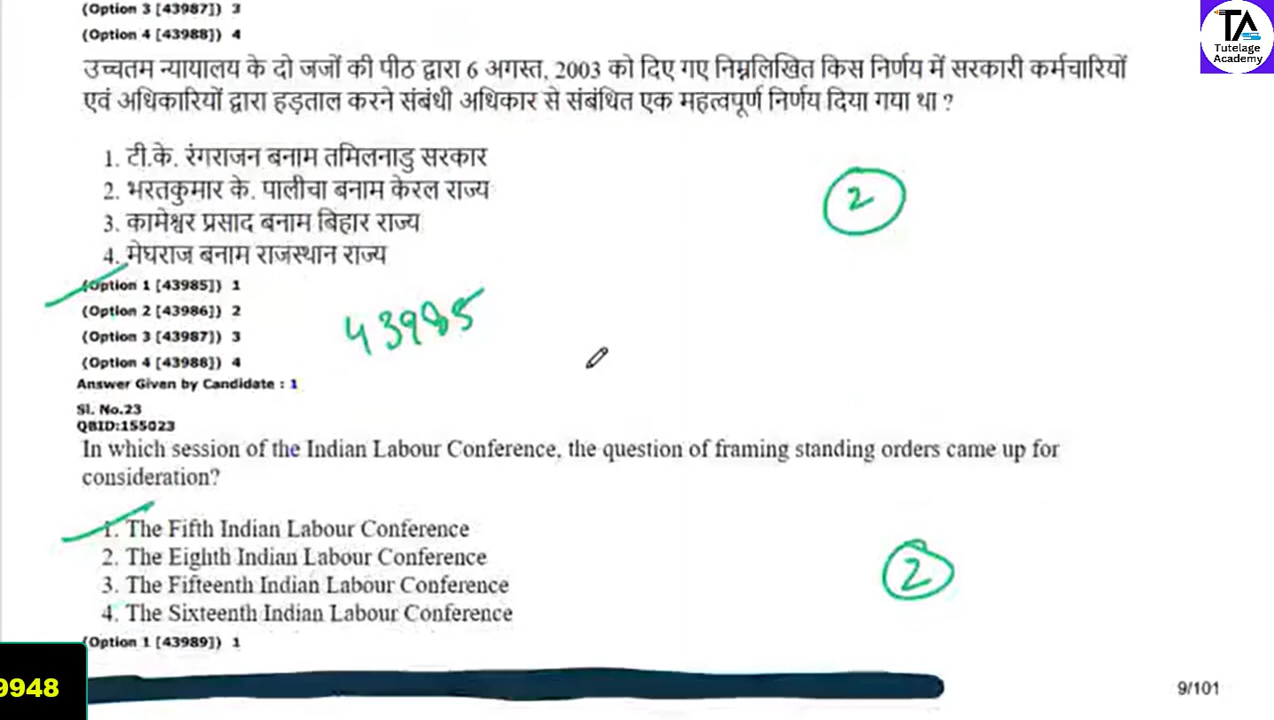 (Option 3 [43987]) 3
(Option 4 [43988]) 4
TA
Tutelage
Academy
उच्चतम न्यायालय के दो जजों की पीठ द्वारा 6 अगस्त, 2003 को दिए गए निम्नलिखित किस निर्णय में सरकारी कर्मचारियों
एवं अधिकारियों द्वारा हड़ताल करने संबंधी अधिकार से संबंधित एक महत्वपूर्ण निर्णय दिया गया था ?
1. टी.के. रंगराजन बनाम तमिलनाडु सरकार
2. भरतकुमार के. पालीचा बनाम केरल राज्य
3. कामेश्वर प्रसाद बनाम बिहार राज्य
4. मेघराज बनाम राजस्थान राज्य
2
(Option 1 [43985]) 1
(Option 2 [43986]) 2
(Option 3 [43987]) 3
(Option 4 [43988]) 4
43985
Answer Given by Candidate : 1
Sl. No.23
QBID:155023
In which session of the Indian Labour Conference, the question of framing standing orders came up for
consideration?
1. The Fifth Indian Labour Conference
2. The Eighth Indian Labour Conference
3. The Fifteenth Indian Labour Conference
4. The Sixteenth Indian Labour Conference
2
(Option 1 [43989]) 1
9948
9/101